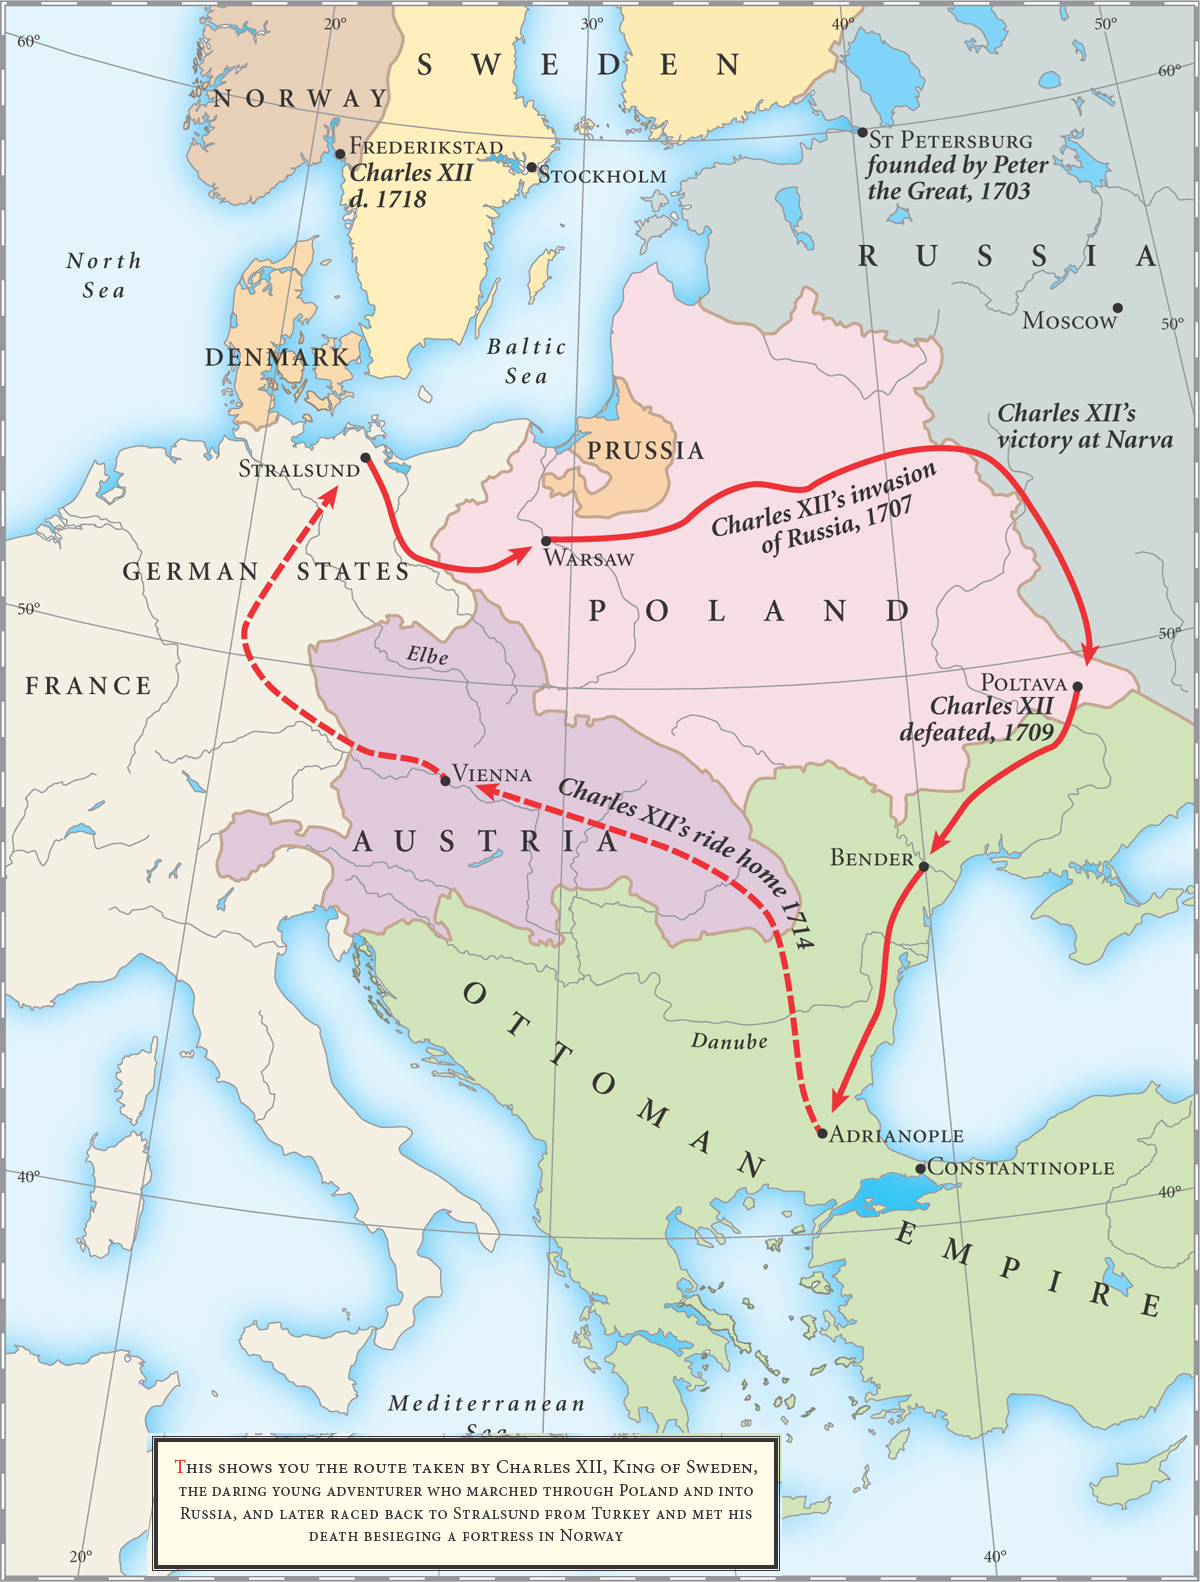 20°
30°
40°
50°
60°
60°
SWEDEN
NORWAY
Frederikstad
Charles XII
d. 1718
Stockholm
St Petersburg
founded by Peter
the Great, 1703
RUSSIA
North
Sea
Moscow
50°
DENMARK
Baltic
Sea
Charles XII's
victory at Narva
PRUSSIA
Stralsund
Charles XII's invasion
of Russia, 1707
Warsaw
GERMAN STATES
50°
POLAND
50°
Elbe
FRANCE
Poltava
Charles XII
defeated, 1709
Vienna
Charles XII's ride home 1714
AUSTRIA
Bender
OTTOMAN
Danube
Adrianople
Constantinople
40°
40°
EMPIRE
Mediterranean
Sea
This shows you the route taken by Charles XII, King of Sweden,
the daring young adventurer who marched through Poland and into
Russia, and later raced back to Stralsund from Turkey and met his
death besieging a fortress in Norway
20°
40°